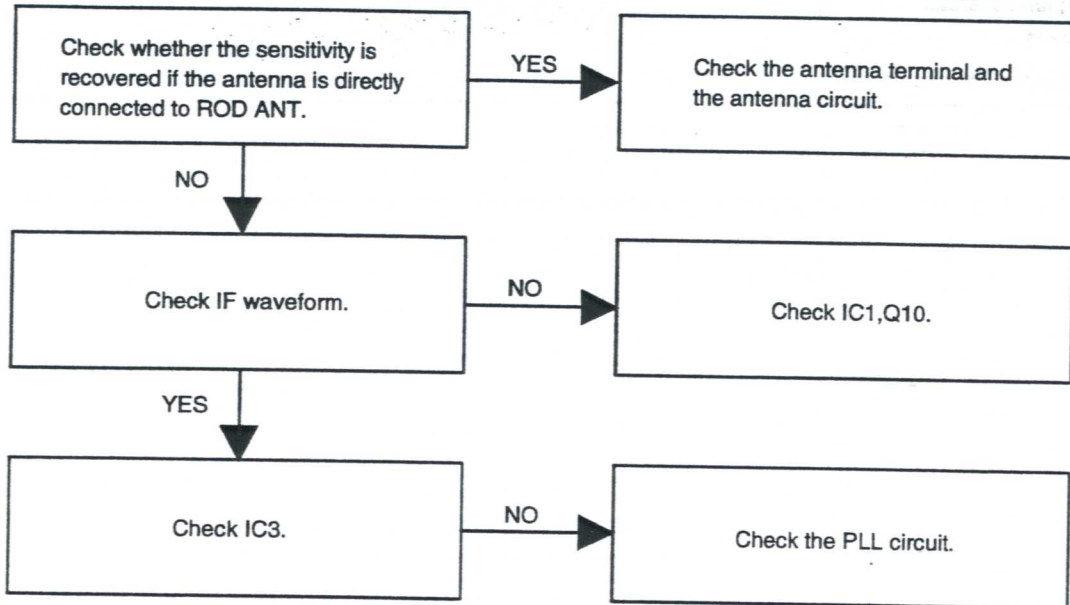 Check whether the sensitivity is
recovered if the antenna is directly
connected to ROD ANT.
YES
Check the antenna terminal and
the antenna circuit.
NO
Check IF waveform.
NO
Check IC1,Q10.
YES
Check IC3.
NO
Check the PLL circuit.